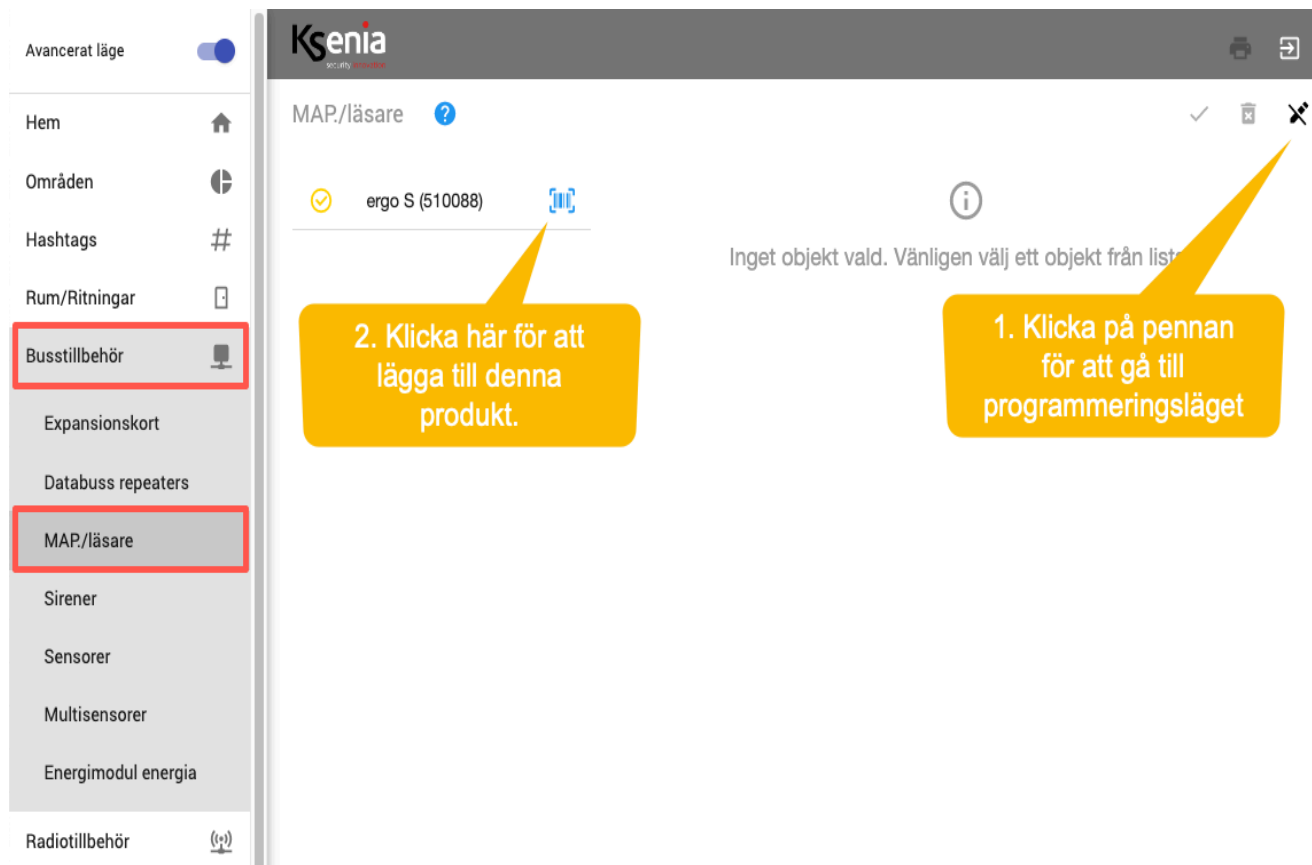 Avancerat läge
Hem
Områden
Hashtags
Rum/Ritningar
Busstillbehör
Expansionskort
Databuss repeaters
MAP./läsare
Sirener
Sensorer
Multisensorer
Energimodul energia
Radiotillbehör
Ksenia
security innovation
MAP./läsare
ergo S (510088)
Inget objekt vald. Vänligen välj ett objekt från
2. Klicka här för att
lägga till denna
produkt.
1. Klicka på pennan
för att gå till
programmeringsläget